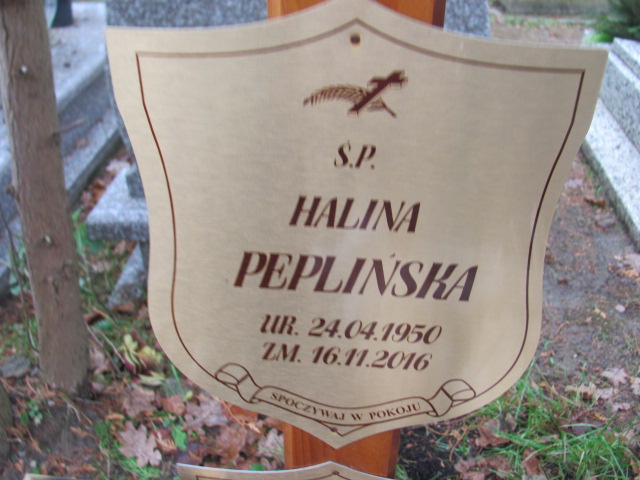 Ś.P.
HALINA
PEPLIŃSKA
UR. 24.04.1950
ZM. 16.11.2016
SPOCZYWAJ W POKOJU